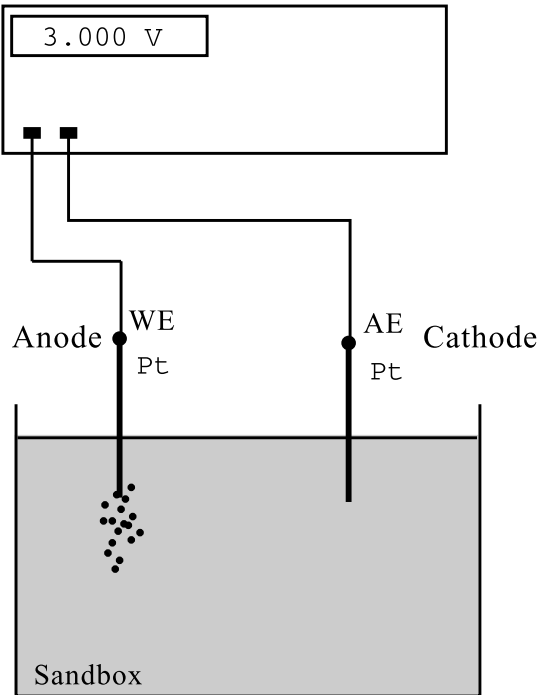 3.000 V
WE
AE
Anode
Cathode
Pt
Pt
Sandbox